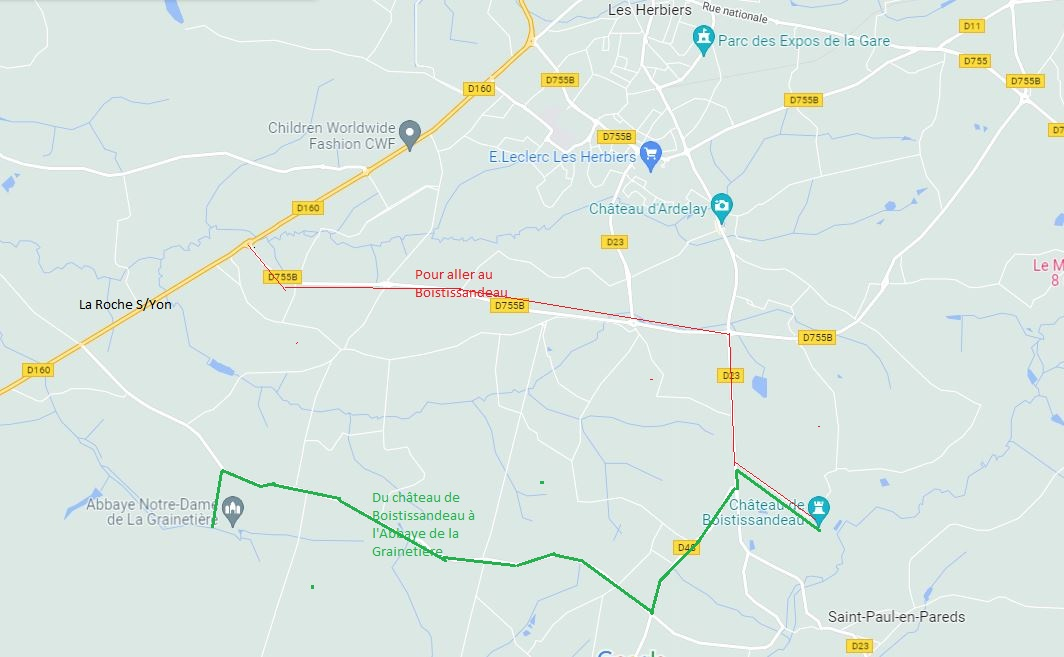 Les Herbiers
Rue nationale
D11
Parc des Expos de la Gare
D755
D755B
D755B
D160
D755B
Children Worldwide
Fashion CWF
D755B
E.Leclerc Les Herbiers
D160
Château d'Ardelay
D23
Pour aller au
Boistissandeau
D755B
Le M
8
La Roche S/Yon
D755B
D755B
D160
D23
Du château de
Boistissandeau à
l'Abbaye de la
Grainetière
Abbaye Notre-Dame
de La Grainetière
Château de
Boistissandeau
D48
Saint-Paul-en-Pareds
D23
Google